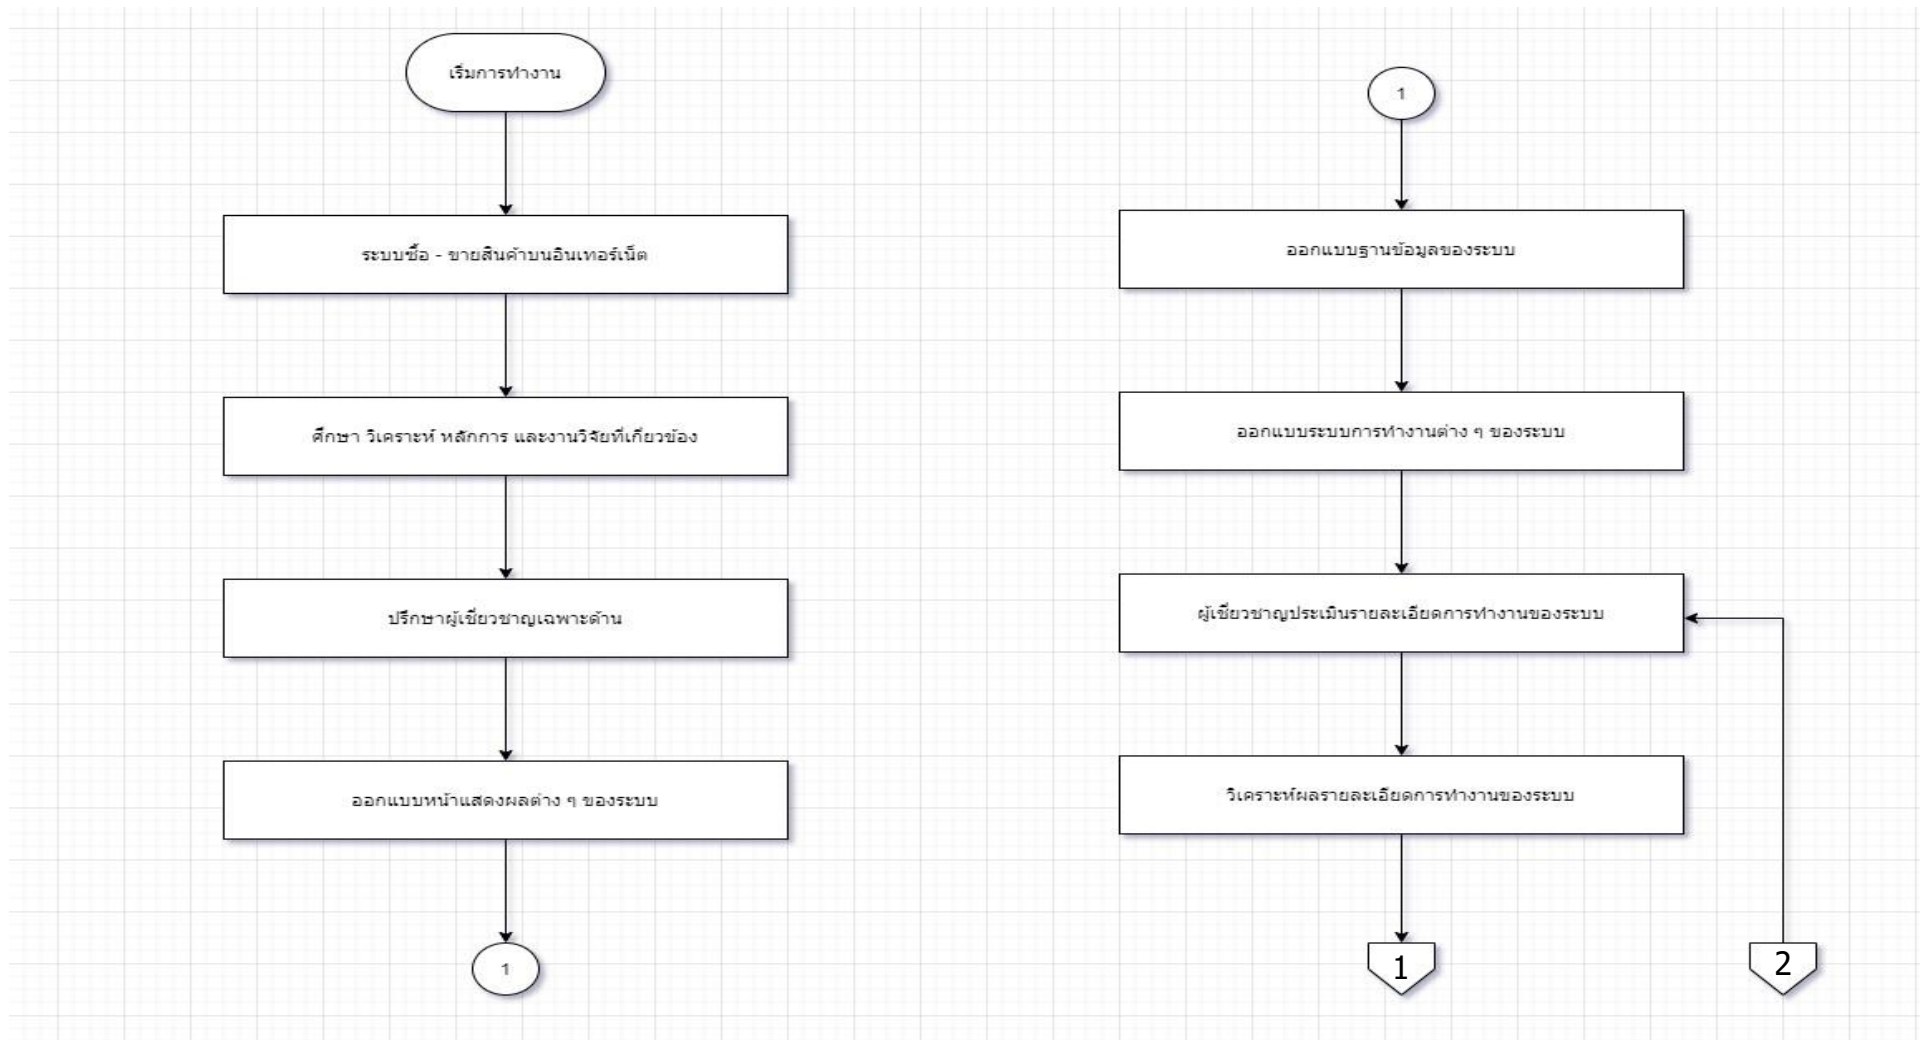 เริ่มการทำงาน
ระบบซื้อ - ขายสินค้าบนอินเทอร์เน็ต
ศึกษา วิเคราะห์ หลักการ และงานวิจัยที่เกี่ยวข้อง
ปรึกษาผู้เชี่ยวชาญเฉพาะด้าน
ออกแบบหน้าแสดงผลต่าง ๆ ของระบบ
1
1
ออกแบบฐานข้อมูลของระบบ
ออกแบบระบบการทำงานต่าง ๆ ของระบบ
ผู้เชี่ยวชาญประเมินรายละเอียดการทำงานของระบบ
วิเคราะห์ผลรายละเอียดการทำงานของระบบ
1
2